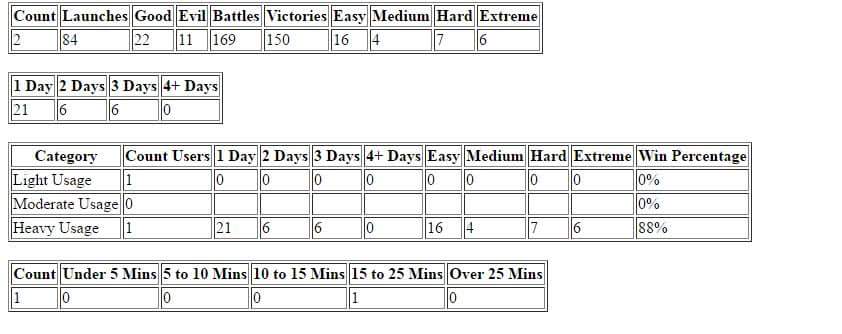 Count Launches Good Evil Battles Victories Easy Medium Hard Extreme
2 84 22 11 169 150 16 4 7 6
1 Day 2 Days 3 Days 4+ Days
21 6 6 0
Category Count Users 1 Day 2 Days 3 Days 4+ Days Easy Medium Hard Extreme Win Percentage
Light Usage 1 0 0 0 0 0 0 0 0 0%
Moderate Usage 0 0%
Heavy Usage 1 21 6 6 0 16 4 7 6 88%
Count Under 5 Mins 5 to 10 Mins 10 to 15 Mins 15 to 25 Mins Over 25 Mins
1 0 0 0 1 0